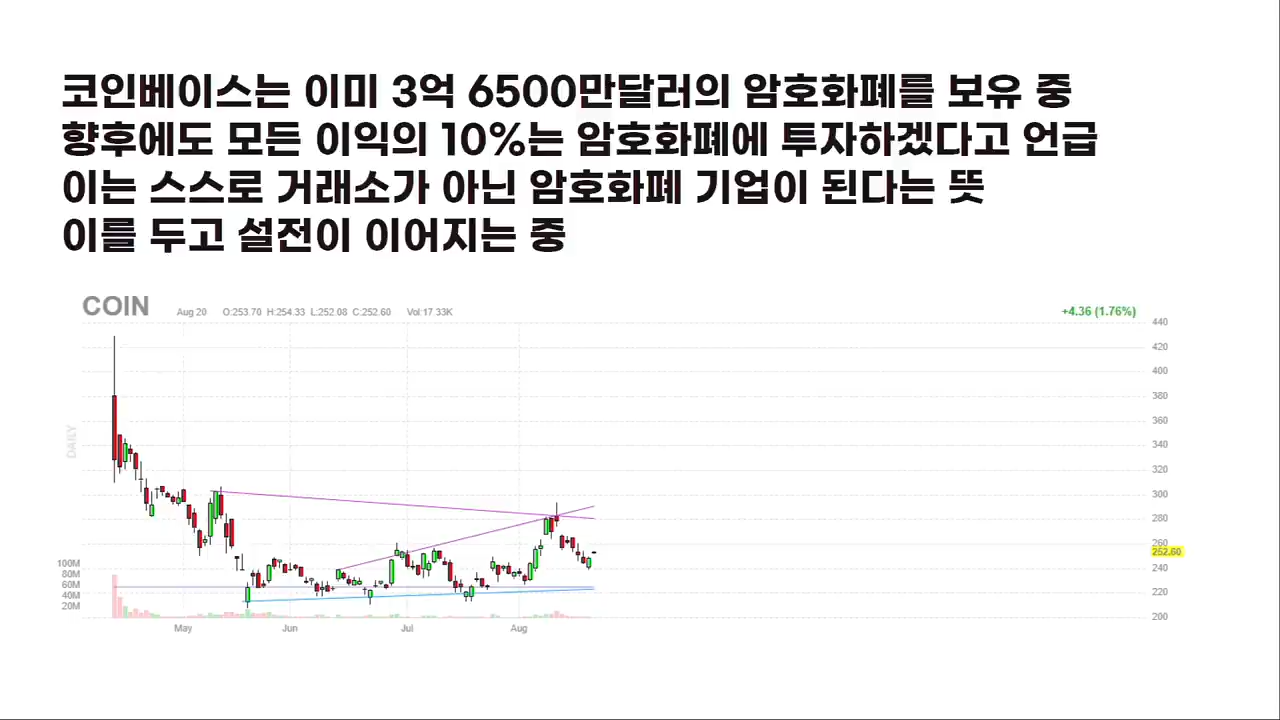 코인베이스는 이미 3억 6500만달러의 암호화폐를 보유 중
향후에도 모든 이익의 10%는 암호화폐에 투자하겠다고 언급
이는 스스로 거래소가 아닌 암호화폐 기업이 된다는 뜻
이를 두고 설전이 이어지는 중
COIN Aug 20 O:253.70 H:254.33 L:252.08 C:252.60 Vol:17.33K +4.36 (1.76%)
440
420
400
380
360
340
320
300
280
260
252.60
240
220
200
DAILY
100M
80M
60M
40M
20M
May Jun Jul Aug